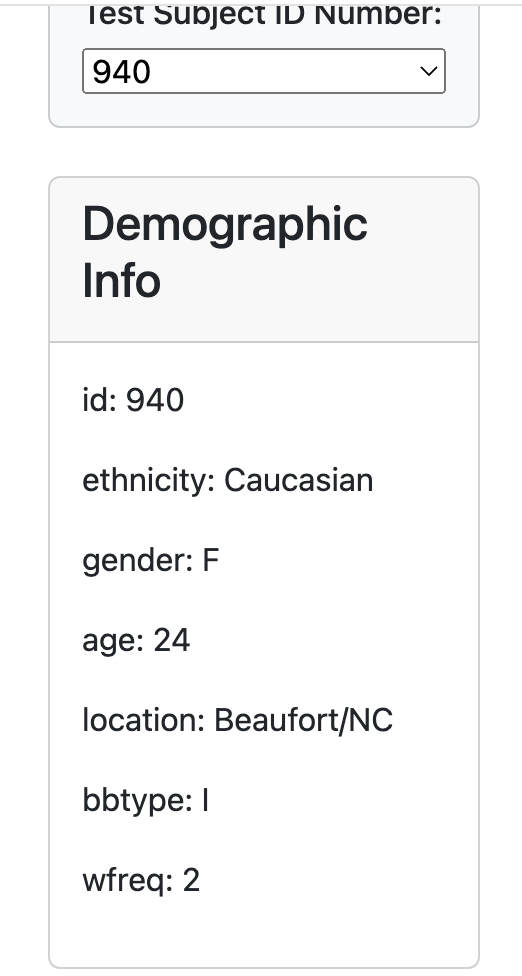 Test Subject ID Number:
940
Demographic
Info
id: 940
ethnicity: Caucasian
gender: F
age: 24
location: Beaufort/NC
bbtype: I
wfreq: 2